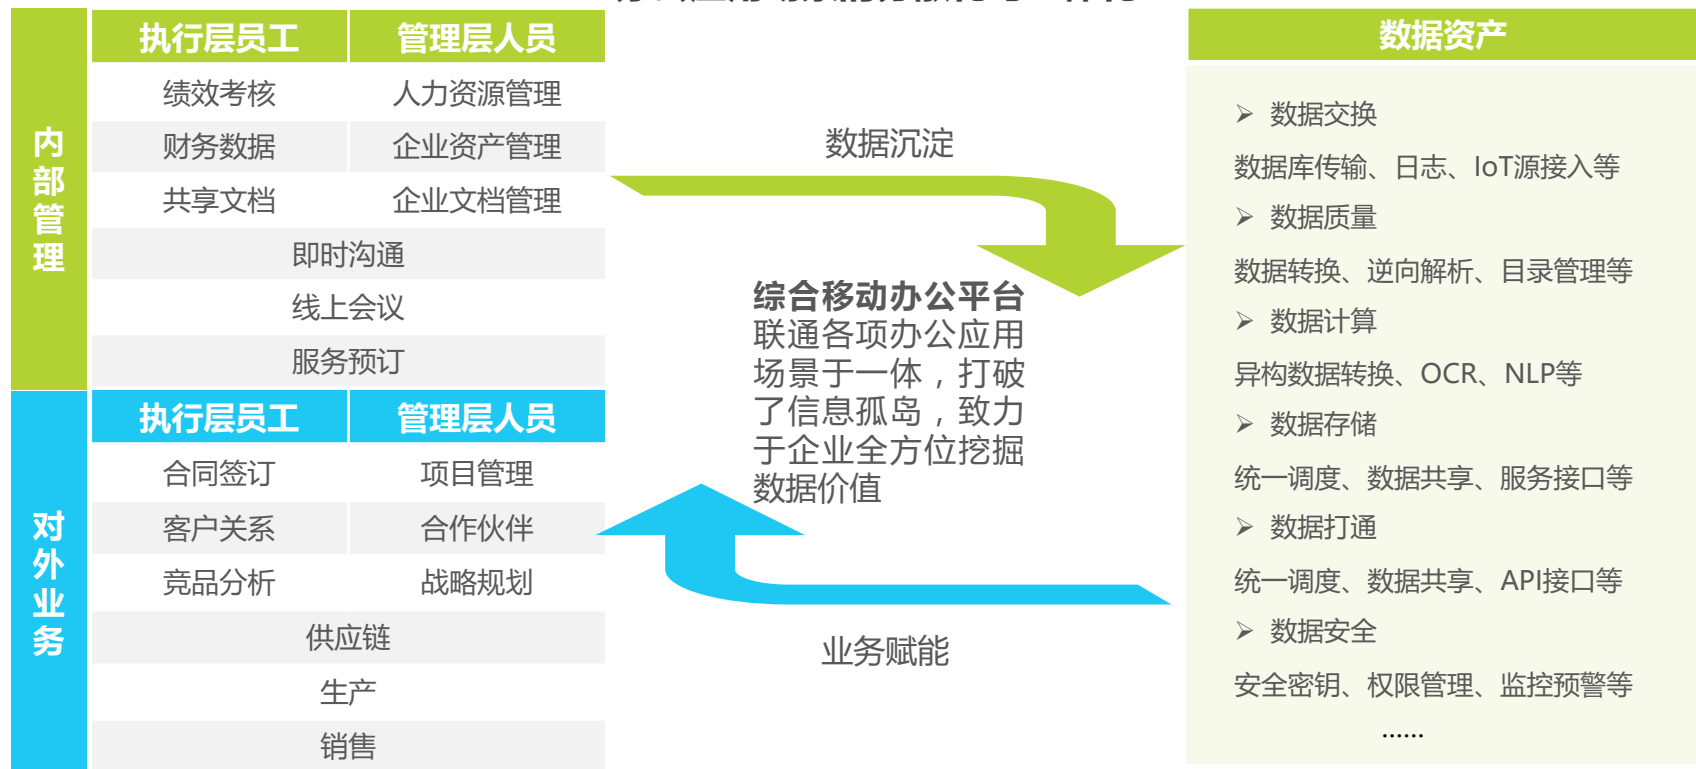 内部管理
执行层员工 管理层人员
绩效考核 人力资源管理
财务数据 企业资产管理
共享文档 企业文档管理
即时沟通
线上会议
服务预订
对外业务
执行层员工 管理层人员
合同签订 项目管理
客户关系 合作伙伴
竞品分析 战略规划
供应链
生产
销售
数据沉淀
综合移动办公平台
联通各项办公应用
场景于一体，打破
了信息孤岛，致力
于企业全方位挖掘
数据价值
业务赋能
数据资产
➢ 数据交换
数据库传输、日志、IoT源接入等
➢ 数据质量
数据转换、逆向解析、目录管理等
➢ 数据计算
异构数据转换、OCR、NLP等
➢ 数据存储
统一调度、数据共享、服务接口等
➢ 数据打通
统一调度、数据共享、API接口等
➢ 数据安全
安全密钥、权限管理、监控预警等
……